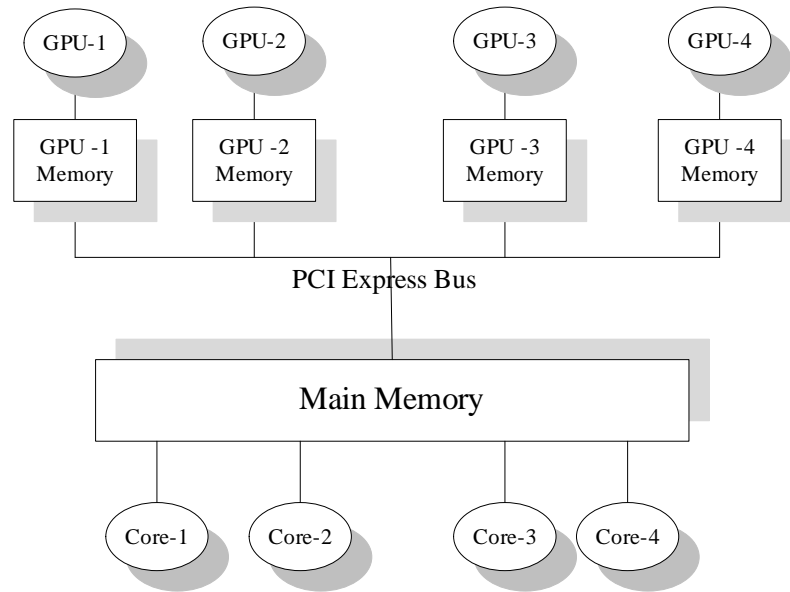 GPU-1
GPU-2
GPU-3
GPU-4
GPU -1
Memory
GPU -2
Memory
GPU -3
Memory
GPU -4
Memory
PCI Express Bus
Main Memory
Core-1
Core-2
Core-3
Core-4